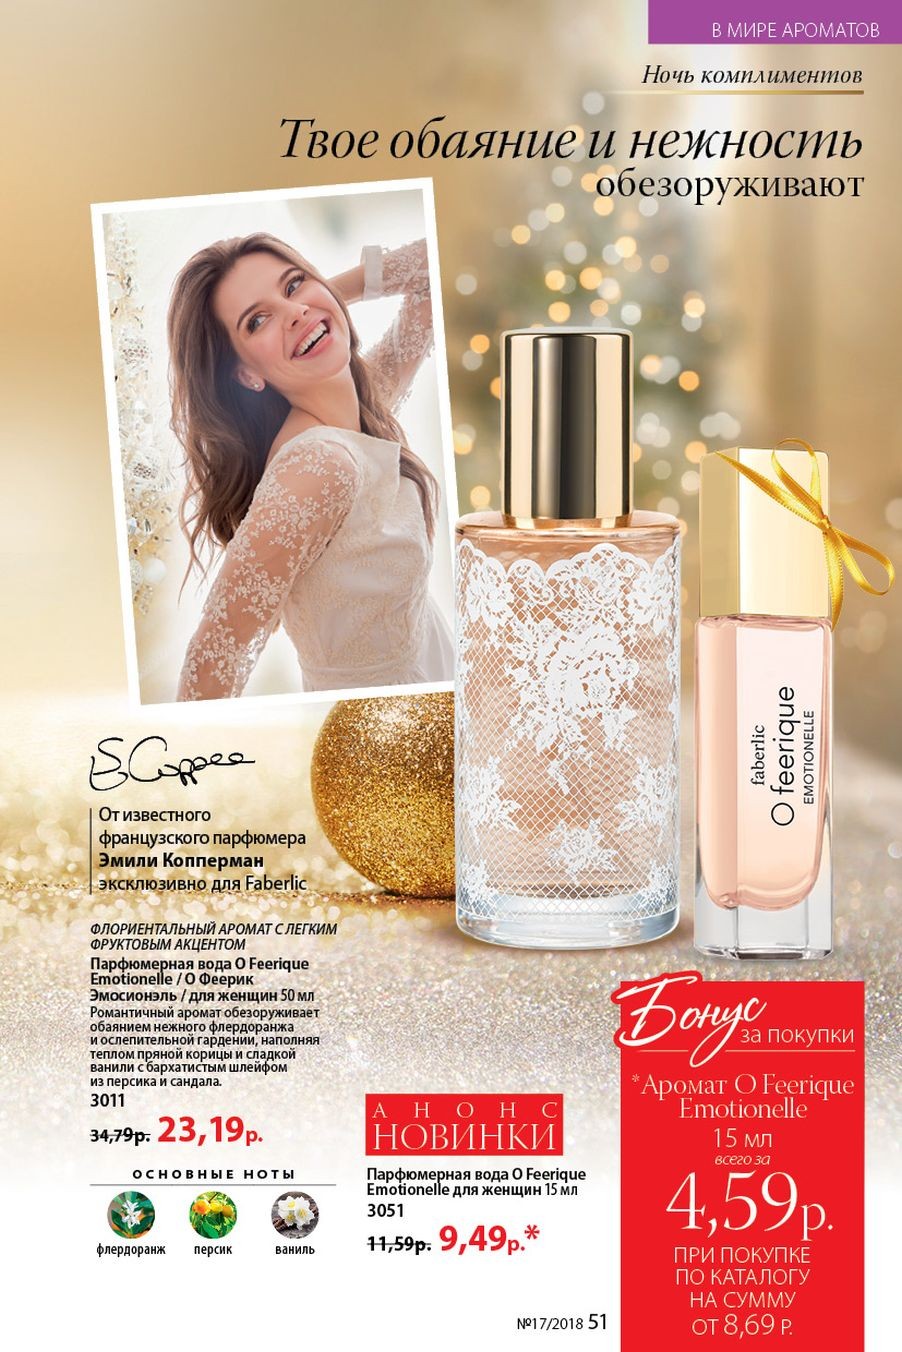 В МИРЕ АРОМАТОВ
Ночь комплиментов
Твое обаяние и нежность
обезоруживают
faberlic
O feerique
EMOTIONELLE
От известного
французского парфюмера
Эмили Копперман
эксклюзивно для Faberlic
ФЛОРИЕНТАЛЬНЫЙ АРОМАТ С ЛЕГКИМ
ФРУКТОВЫМ АКЦЕНТОМ
Парфюмерная вода O Feerique
Emotionelle / О Феерик
Эмосионэль / для женщин 50 мл
Романтичный аромат обезоруживает
обаянием нежного флердоранжа
и ослепительной гардении, наполняя
теплом пряной корицы и сладкой
ванили с бархатистым шлейфом
из персика и сандала.
3011
34,79р. 23,19р.
ОСНОВНЫЕ НОТЫ
флердоранж персик ваниль
АНОНС
НОВИНКИ
Парфюмерная вода O Feerique
Emotionelle для женщин 15 мл
3051
11,59р. 9,49р.*
Бонус
ЗА ПОКУПКИ
*Аромат O Feerique
Emotionelle
15 мл
всего за
4,59р.
ПРИ ПОКУПКЕ
ПО КАТАЛОГУ
НА СУММУ
ОТ 8,69 Р.
№17/2018 51